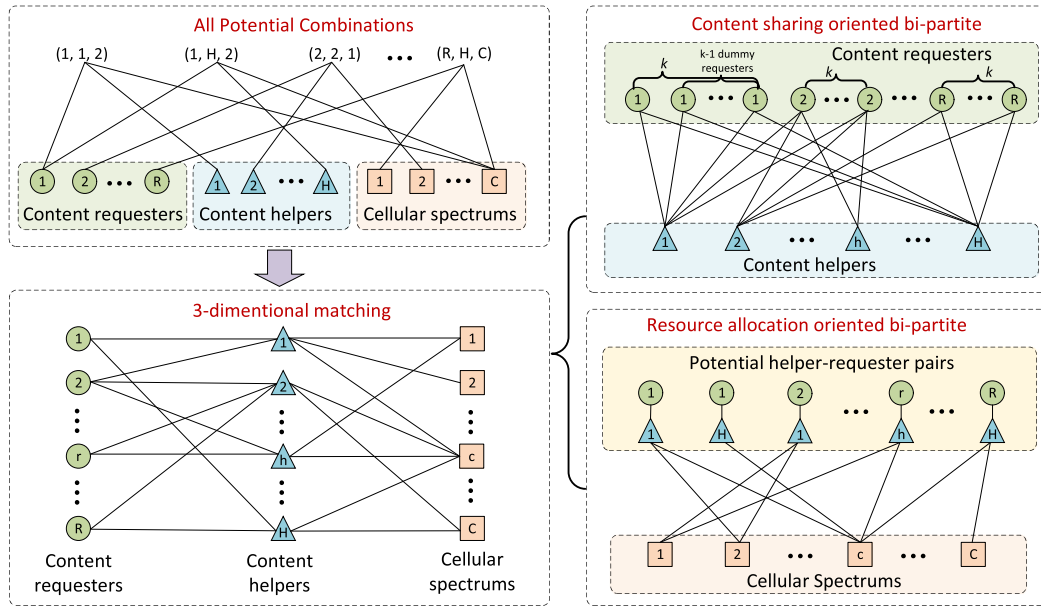 All Potential Combinations
(1, 1, 2) (1, H, 2) (2, 2, 1) ••• (R, H, C)
1 2 ••• R 1 2 ••• H 1 2 ••• C
Content requesters Content helpers Cellular spectrums
3-dimentional matching
1 1 1
2 2 2
r h c
R H C
Content requesters
Content helpers
Cellular spectrums
Content sharing oriented bi-partite
Content requesters
k k-1 dummy requesters k k
1 1 ••• 1 2 ••• 2 ••• R ••• R
1 2 ••• h ••• H
Content helpers
Resource allocation oriented bi-partite
Potential helper-requester pairs
1 1 2 ••• r ••• R
1 H 1 h H
1 2 ••• c ••• C
Cellular Spectrums